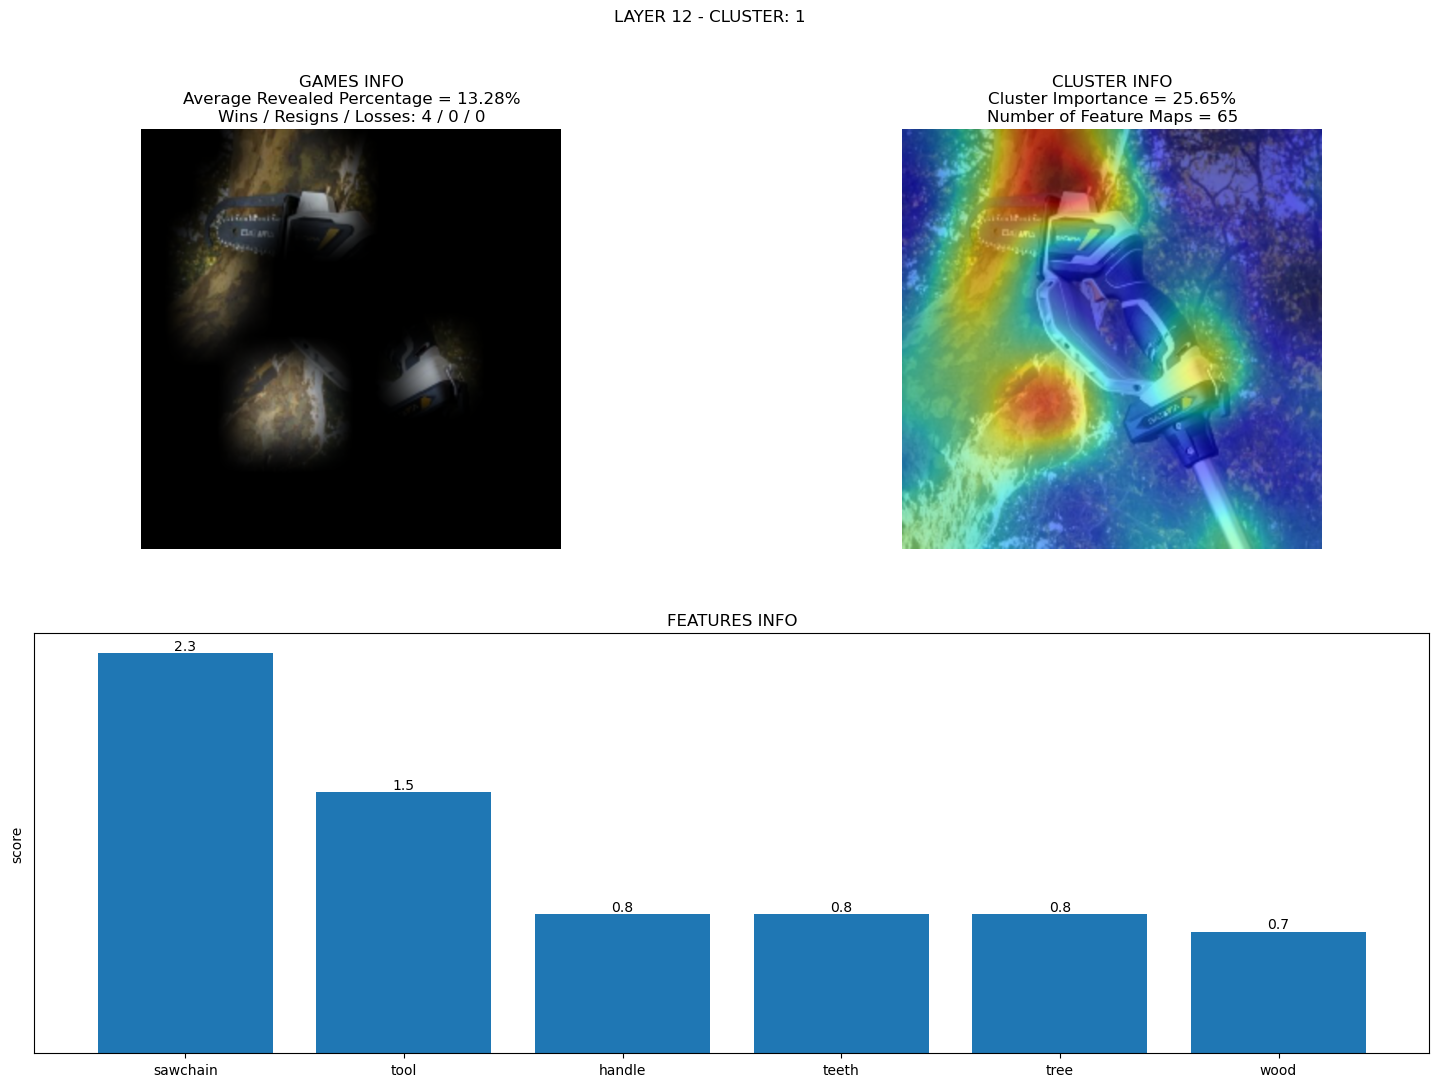 LAYER 12 - CLUSTER: 1
GAMES INFO
Average Revealed Percentage = 13.28%
Wins / Resigns / Losses: 4 / 0 / 0
CLUSTER INFO
Cluster Importance = 25.65%
Number of Feature Maps = 65
FEATURES INFO
score
2.3
1.5
0.8
0.8
0.8
0.7
sawchain
tool
handle
teeth
tree
wood